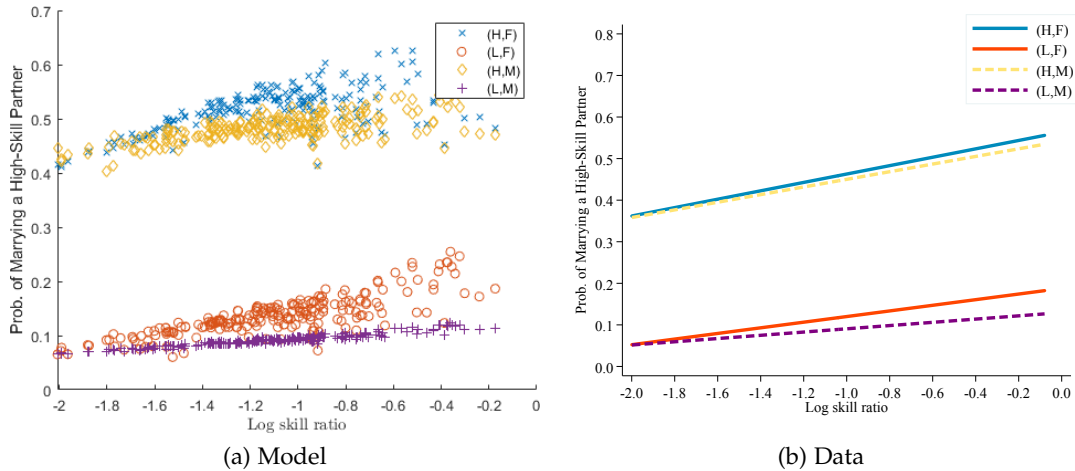 0.7
0.6
0.5
0.4
0.3
0.2
0.1
0
Prob. of Marrying a High-Skill Partner
(H,F)
(L,F)
(H,M)
(L,M)
-2 -1.8 -1.6 -1.4 -1.2 -1 -0.8 -0.6 -0.4 -0.2 0
Log skill ratio
(a) Model
0.8
0.7
0.6
0.5
0.4
0.3
0.2
0.1
0.0
Prob. of Marrying a High-Skill Partner
(H,F)
(L,F)
(H,M)
(L,M)
-2.0 -1.8 -1.6 -1.4 -1.2 -1.0 -0.8 -0.6 -0.4 -0.2 0.0
Log skill ratio
(b) Data